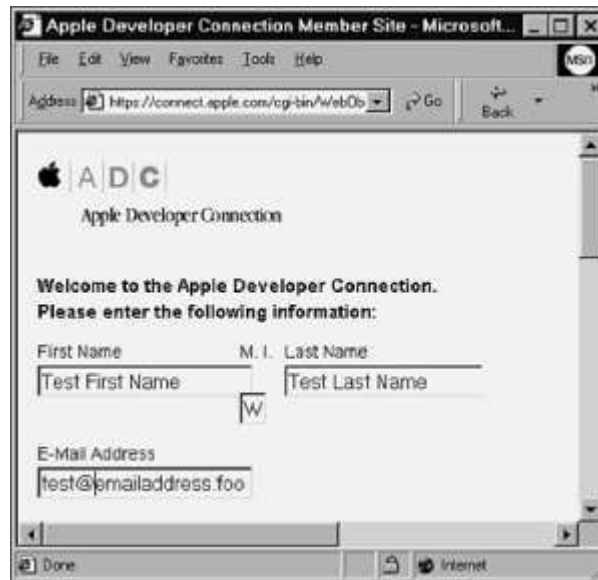 Apple Developer Connection Member Site - Microsoft...
File Edit View Favorites Tools Help
msn
Address https://connect.apple.com/cgi-bin/WebOb Go Back
A D C
Apple Developer Connection
Welcome to the Apple Developer Connection.
Please enter the following information:
First Name M. I. Last Name
Test First Name W Test Last Name
E-Mail Address
test@emailaddress.foo
Done Internet